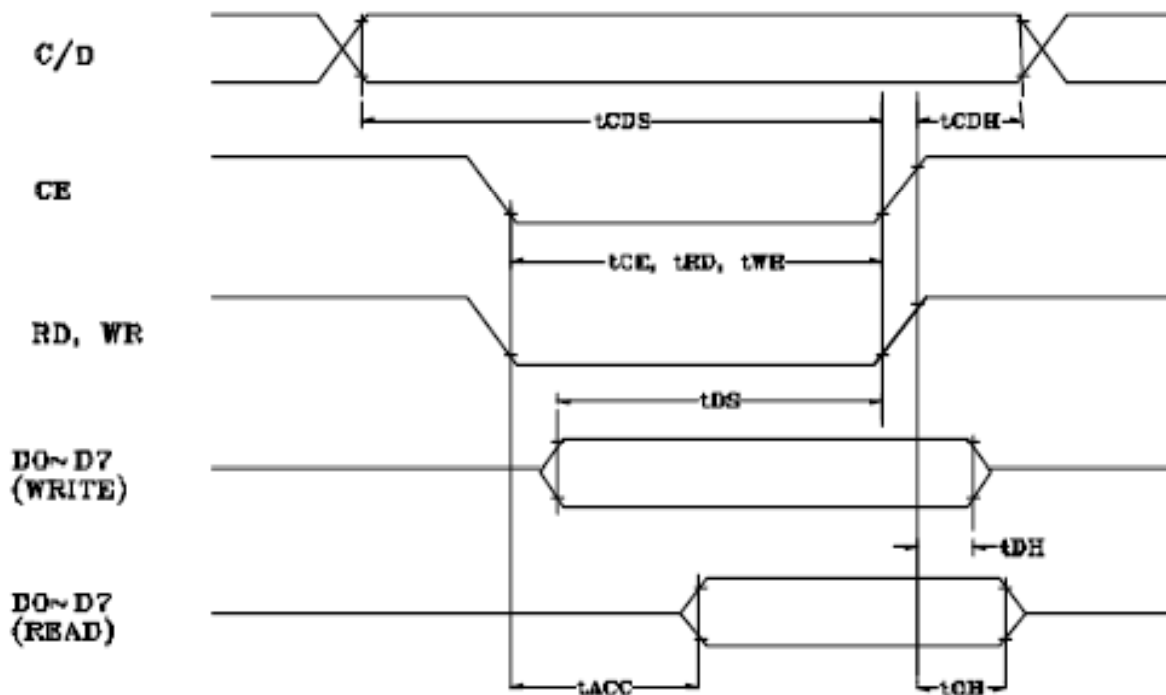 C/D
tCDS
tCDH
CE
tCE, tRD, tWR
RD, WR
tDS
D0~D7
(WRITE)
tDH
D0~D7
(READ)
tACC
tOH